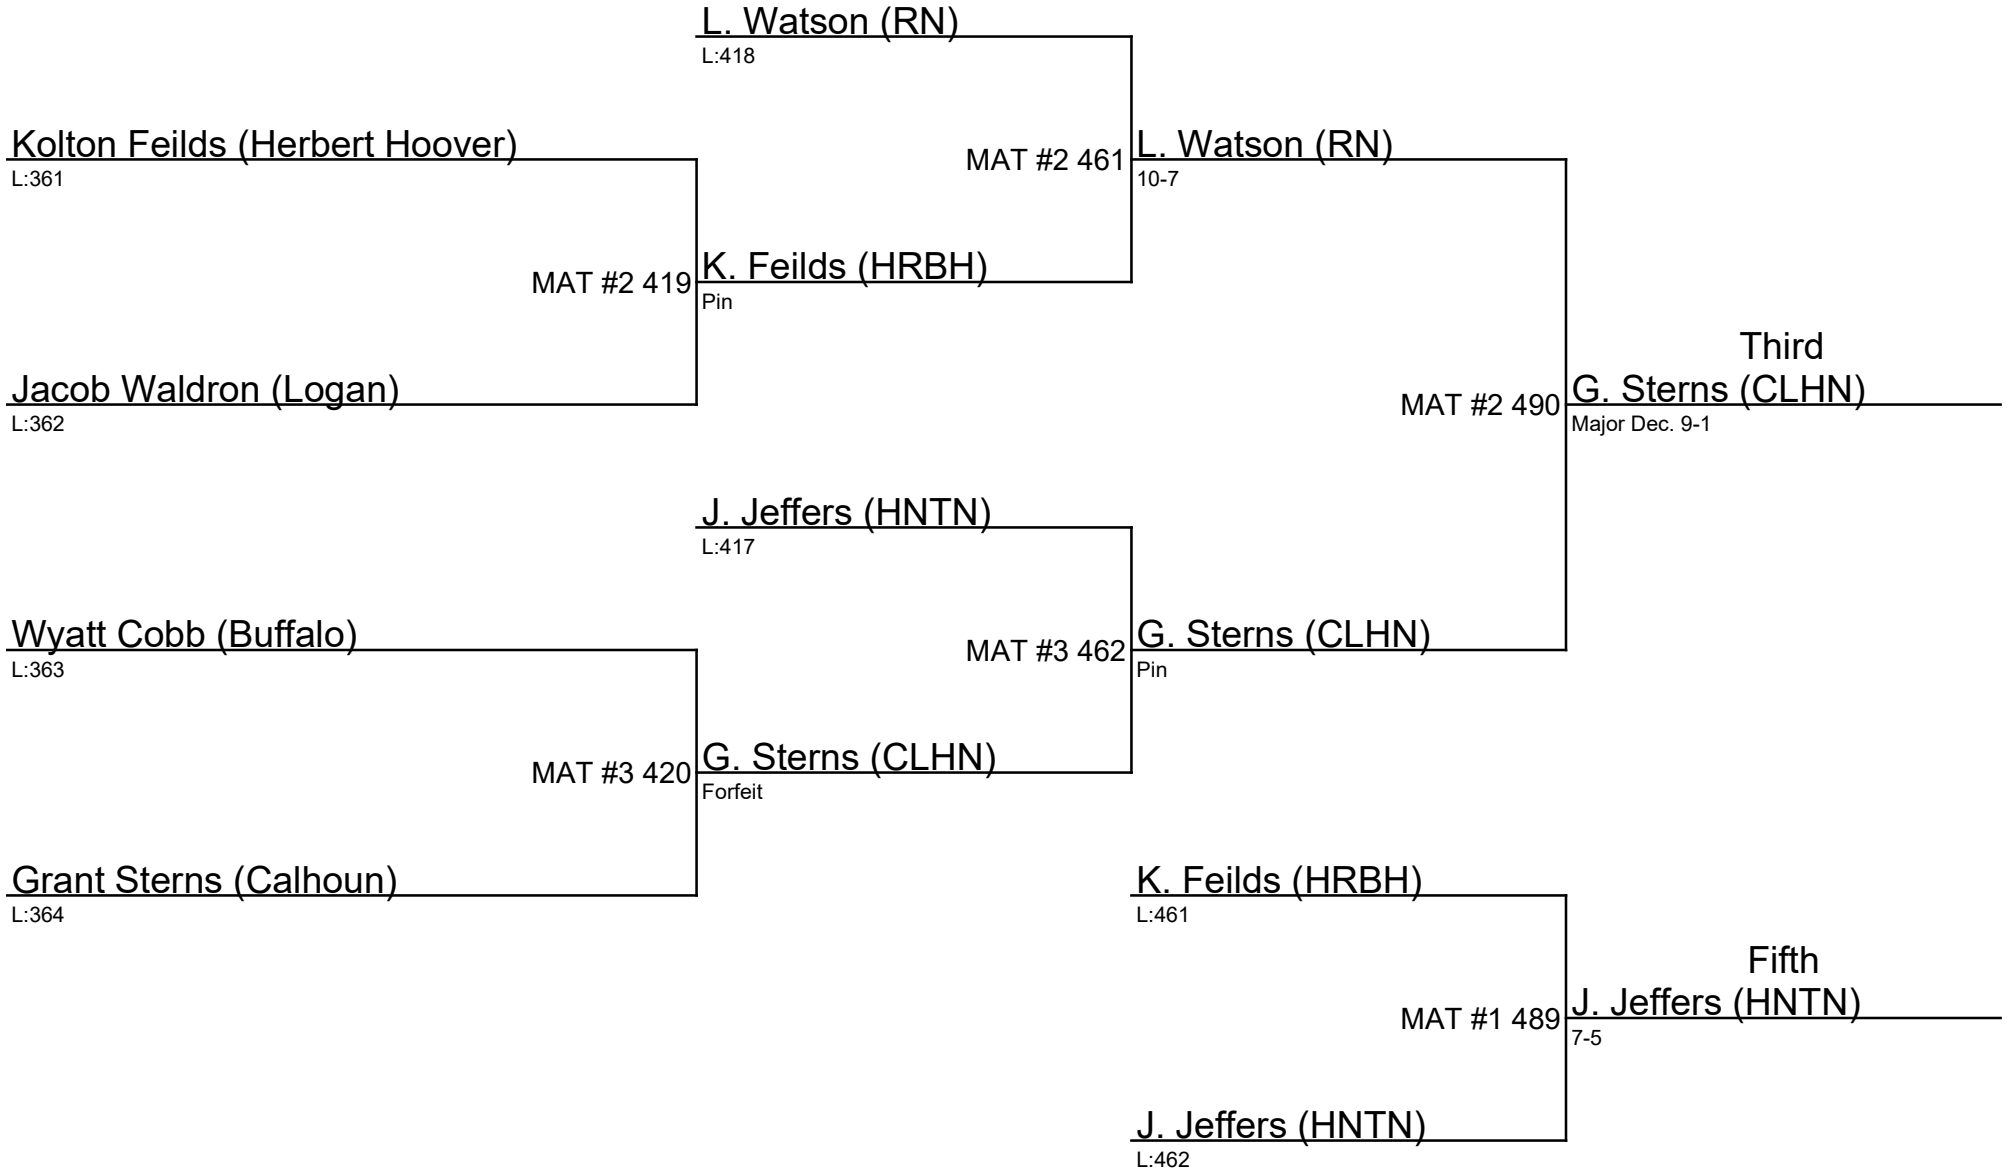 L. Watson (RN)
L:418
Kolton Feilds (Herbert Hoover)
L:361
MAT #2 461
L. Watson (RN)
10-7
MAT #2 419
K. Feilds (HRBH)
Pin
Jacob Waldron (Logan)
L:362
Third
MAT #2 490
G. Sterns (CLHN)
Major Dec. 9-1
J. Jeffers (HNTN)
L:417
Wyatt Cobb (Buffalo)
L:363
MAT #3 462
G. Sterns (CLHN)
Pin
MAT #3 420
G. Sterns (CLHN)
Forfeit
Grant Sterns (Calhoun)
L:364
K. Feilds (HRBH)
L:461
Fifth
MAT #1 489
J. Jeffers (HNTN)
7-5
J. Jeffers (HNTN)
L:462